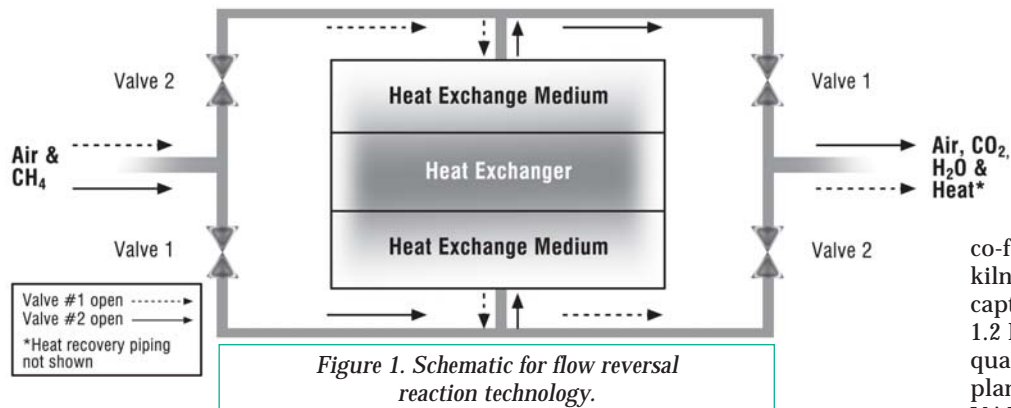 Valve 2
Valve 1
Heat Exchange Medium
Air &
CH4
Heat Exchanger
Air, CO2,
H2O &
Heat*
Valve 1
Heat Exchange Medium
Valve 2
Valve #1 open
Valve #2 open
*Heat recovery piping
not shown
Figure 1. Schematic for flow reversal
reaction technology.
co-f
kiln
capt
1.2
qua
plan